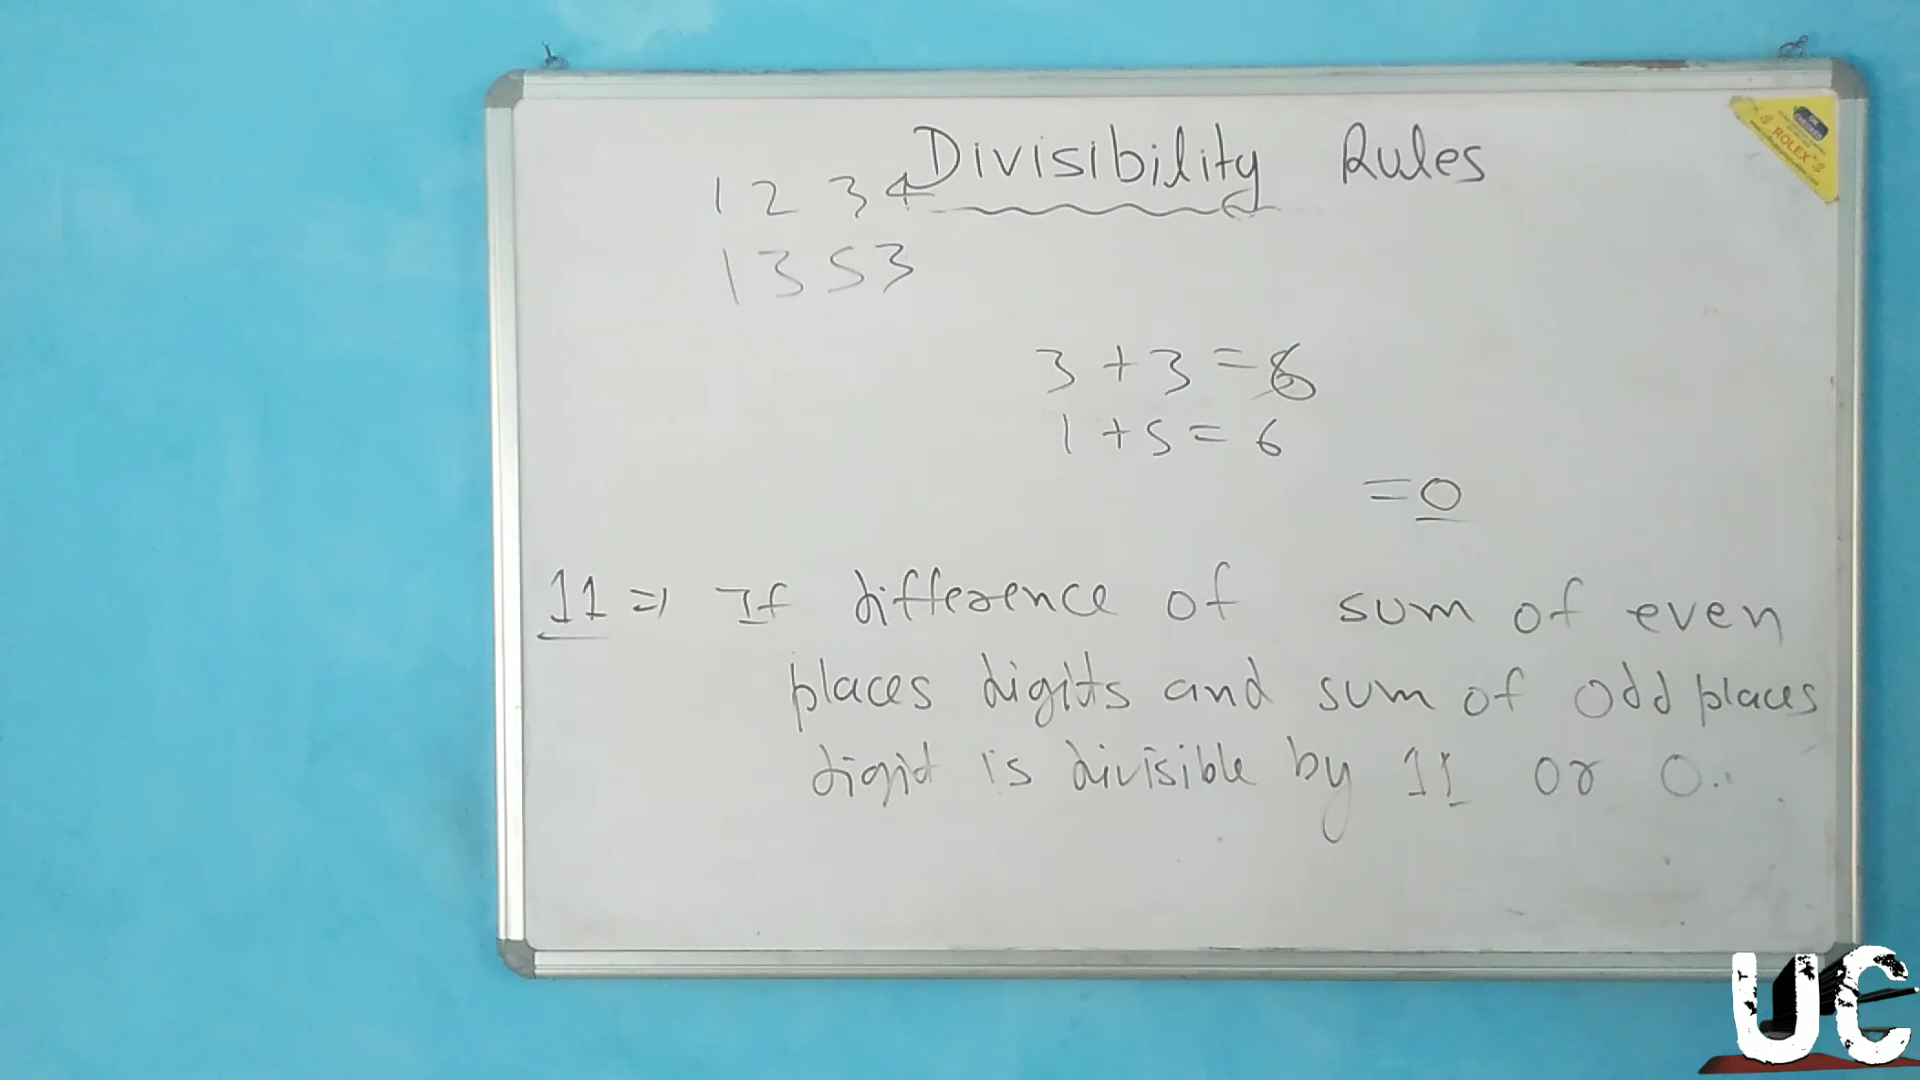 Divisibility Rules
1 2 3 4
1353
3+3=6
1+5=6
=0
11 => If difference of sum of even
places digits and sum of odd places
digit is divisible by 11 or 0.
ROLEX
UC